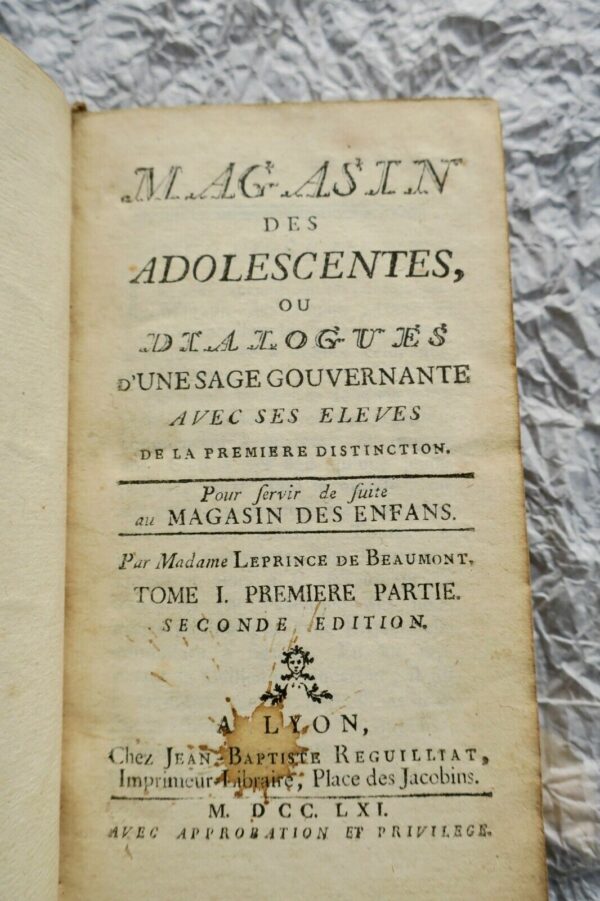 MAGASIN
DES
ADOLESCENTES,
OU
DIALOGUES
D'UNE SAGE GOUVERNANTE
AVEC SES ELEVES
DE LA PREMIERE DISTINCTION.
Pour ſervir de ſuite
au MAGASIN DES ENFANS.
Par Madame LEPRINCE DE BEAUMONT,
TOME I. PREMIERE PARTIE.
SECONDE EDITION.
A LYON,
Chez JEAN-BAPTISTE REGUILLIAT,
Imprimeur-Libraire, Place des Jacobins.
M. DCC. LXI.
AVEC APPROBATION ET PRIVILEGE.